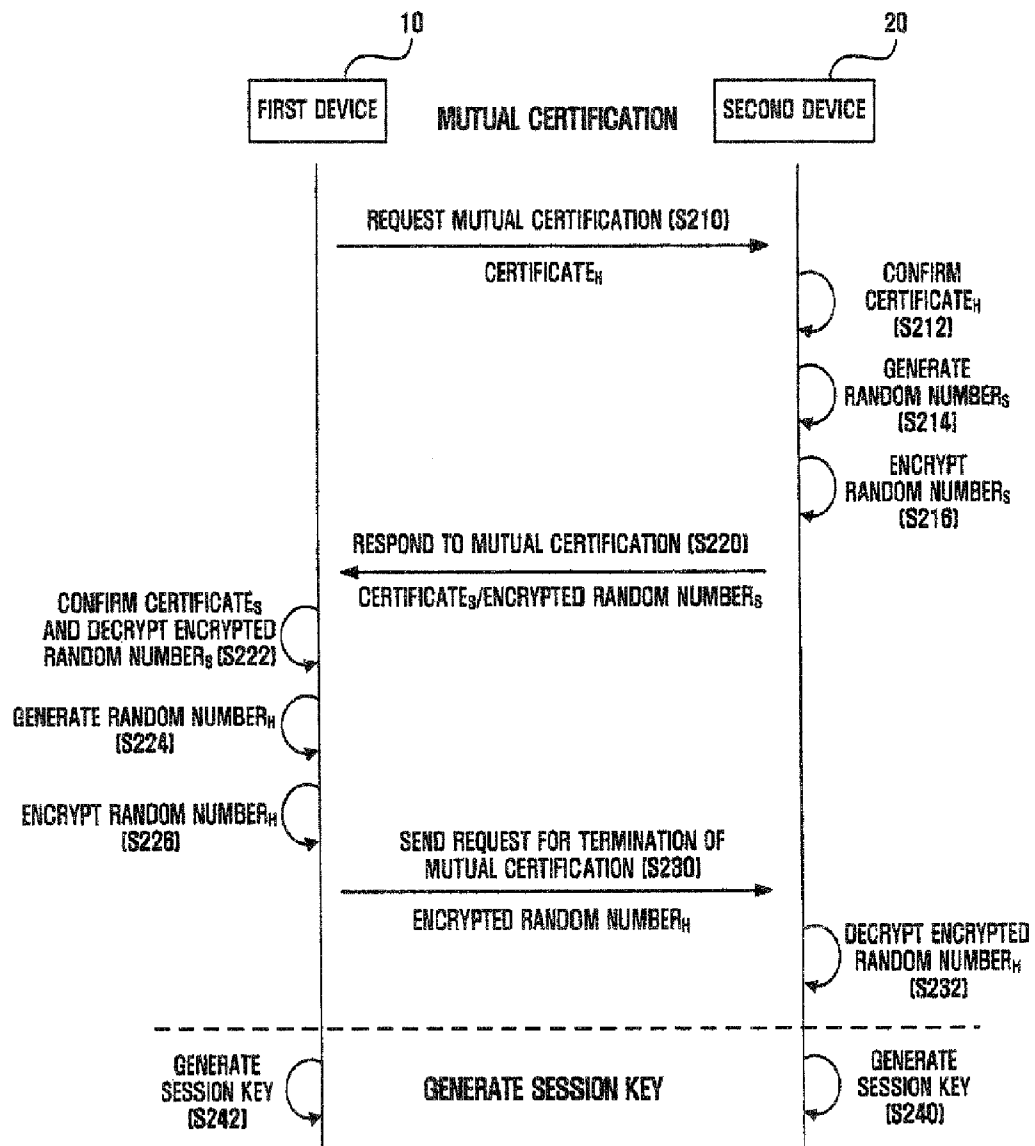 10
20
FIRST DEVICE
MUTUAL CERTIFICATION
SECOND DEVICE
REQUEST MUTUAL CERTIFICATION (S210)
CERTIFICATEH
CONFIRM
CERTIFICATEH
(S212)
GENERATE
RANDOM NUMBERS
(S214)
ENCRYPT
RANDOM NUMBERS
(S216)
RESPOND TO MUTUAL CERTIFICATION (S220)
CERTIFICATES/ENCRYPTED RANDOM NUMBERS
CONFIRM CERTIFICATES
AND DECRYPT ENCRYPTED
RANDOM NUMBERS (S222)
GENERATE RANDOM NUMBERH
(S224)
ENCRYPT RANDOM NUMBERH
(S226)
SEND REQUEST FOR TERMINATION OF
MUTUAL CERTIFICATION (S230)
ENCRYPTED RANDOM NUMBERH
DECRYPT ENCRYPTED
RANDOM NUMBERH
(S232)
GENERATE
SESSION KEY
(S242)
GENERATE SESSION KEY
GENERATE
SESSION KEY
(S240)